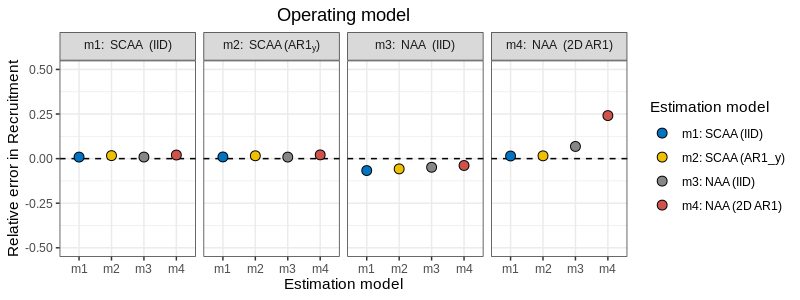 Operating model
m1: SCAA (IID)
m2: SCAA (AR1y)
m3: NAA (IID)
m4: NAA (2D AR1)
Relative error in Recruitment
0.50
0.25
0.00
-0.25
-0.50
m1 m2 m3 m4
m1 m2 m3 m4
m1 m2 m3 m4
m1 m2 m3 m4
Estimation model
Estimation model
m1: SCAA (IID)
m2: SCAA (AR1_y)
m3: NAA (IID)
m4: NAA (2D AR1)